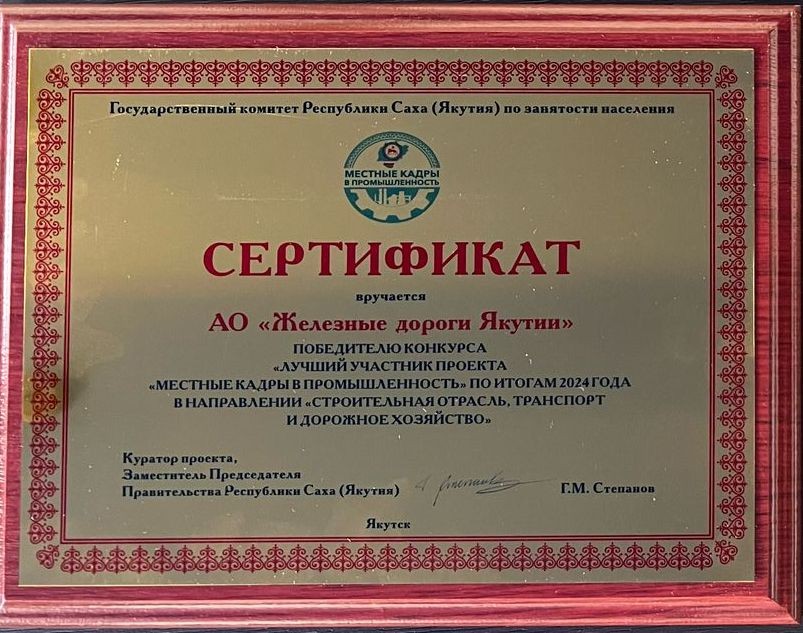 Государственный комитет Республики Саха (Якутия) по занятости населения
МЕСТНЫЕ КАДРЫ
В ПРОМЫШЛЕННОСТЬ
СЕРТИФИКАТ
вручается
АО «Железные дороги Якутии»
ПОБЕДИТЕЛЮ КОНКУРСА
«ЛУЧШИЙ УЧАСТНИК ПРОЕКТА
«МЕСТНЫЕ КАДРЫ В ПРОМЫШЛЕННОСТЬ» ПО ИТОГАМ 2024 ГОДА
В НАПРАВЛЕНИИ «СТРОИТЕЛЬНАЯ ОТРАСЛЬ, ТРАНСПОРТ
И ДОРОЖНОЕ ХОЗЯЙСТВО»
Куратор проекта,
Заместитель Председателя
Правительства Республики Саха (Якутия) Г.М. Степанов
Якутск